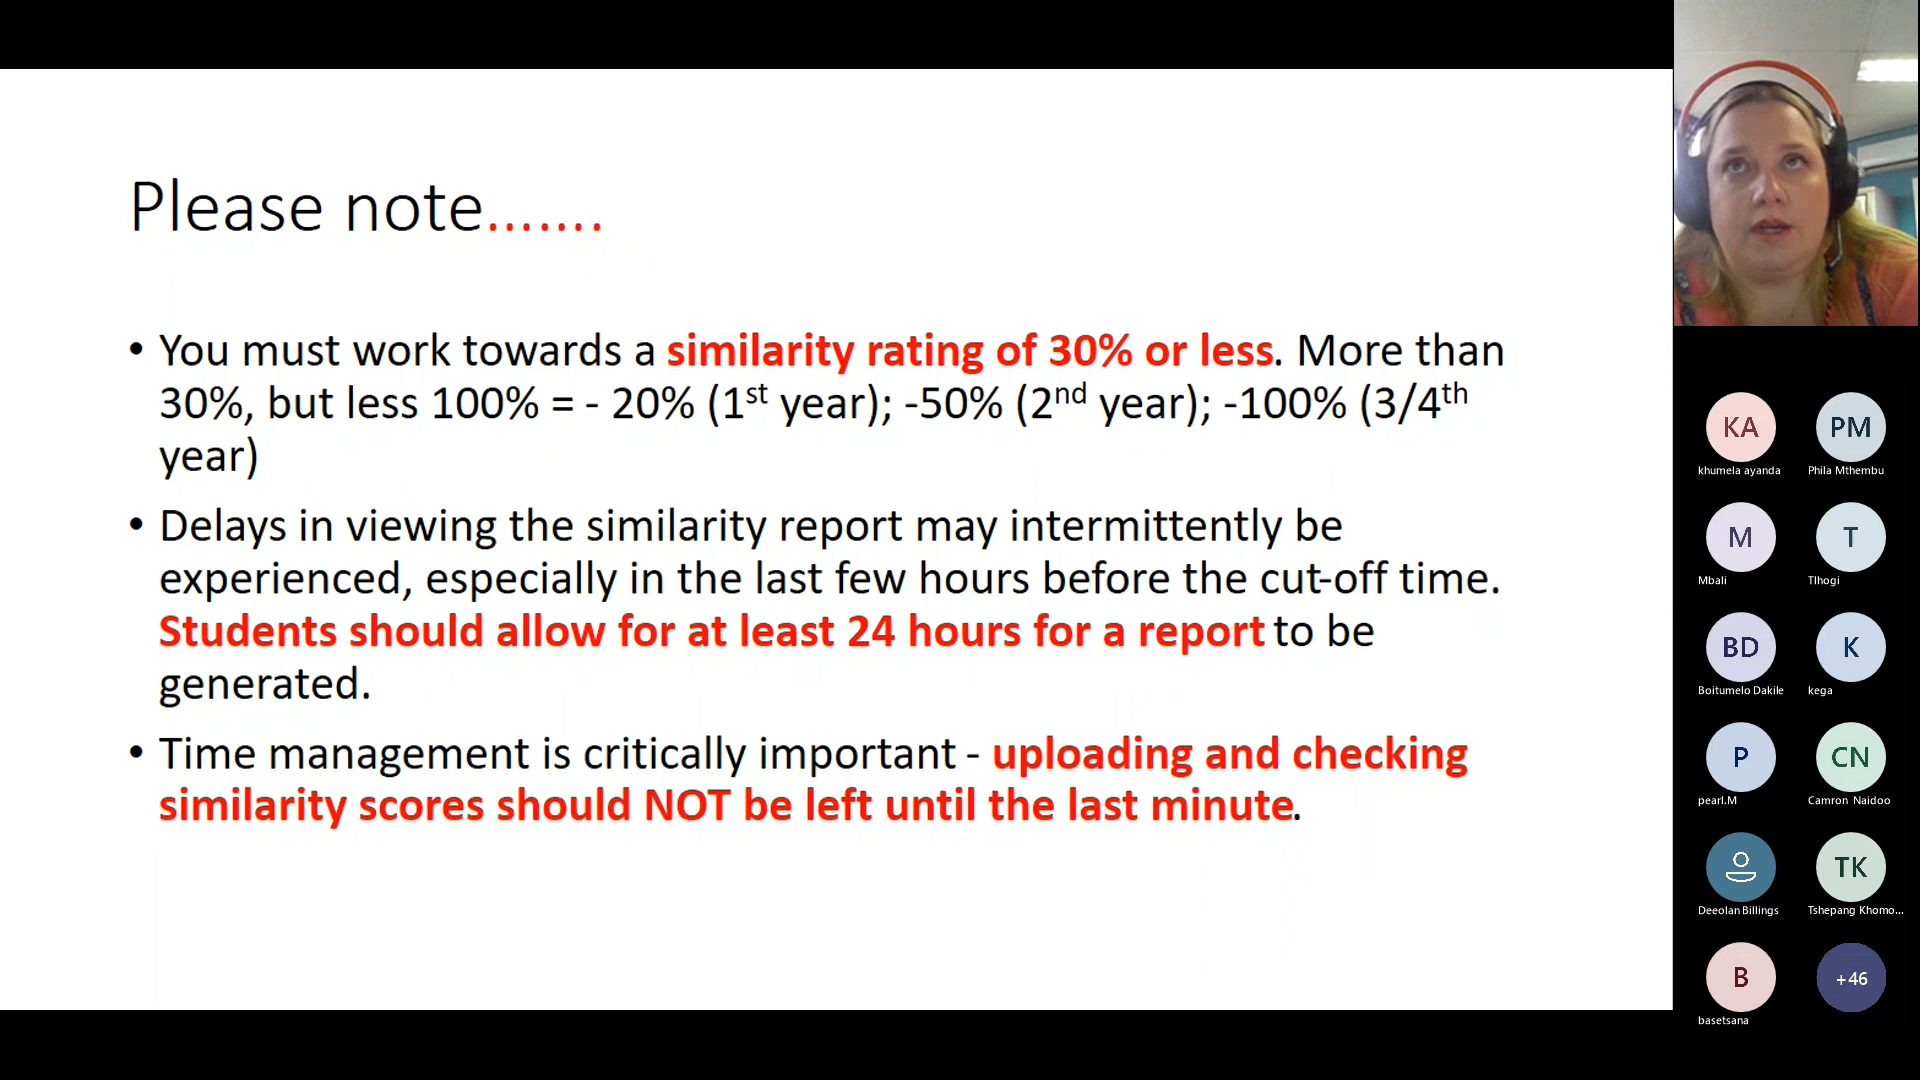 Please note.......
• You must work towards a similarity rating of 30% or less. More than
30%, but less 100% = - 20% (1st year); -50% (2nd year); -100% (3/4th
year)
• Delays in viewing the similarity report may intermittently be
experienced, especially in the last few hours before the cut-off time.
Students should allow for at least 24 hours for a report to be
generated.
• Time management is critically important - uploading and checking
similarity scores should NOT be left until the last minute.
KA PM
khumela ayanda Phila Mthembu
M T
Mbali Tlhogi
BD K
Boitumelo Dakile kega
P CN
pearl.M Camron Naidoo
TK
Deeolan Billings Tshepang Khomo...
B +46
basetsana